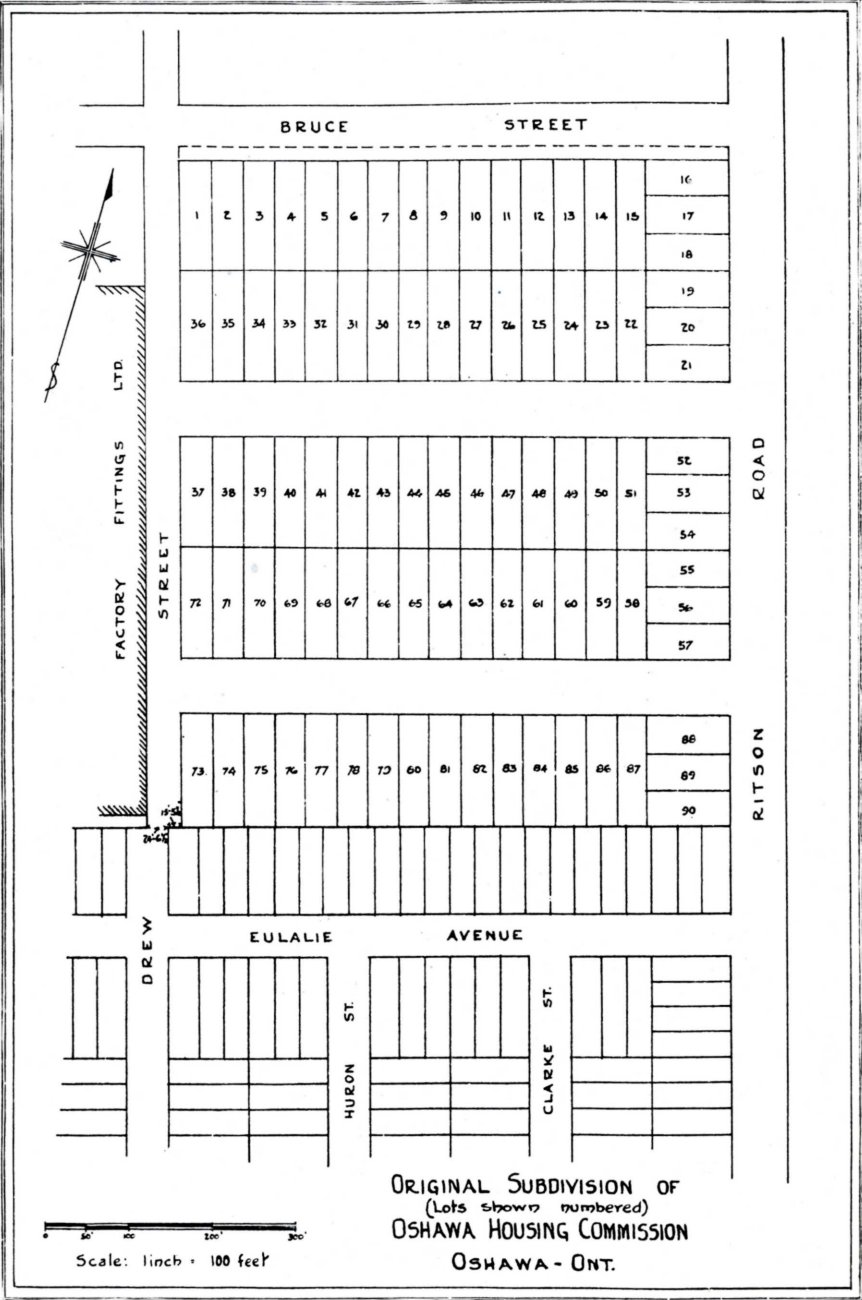 BRUCE STREET
1 2 3 4 5 6 7 8 9 10 11 12 13 14 15
16
17
18
36 35 34 33 32 31 30 29 28 27 26 25 24 23 22
19
20
21
FACTORY FITTINGS LTD.
37 38 39 40 41 42 43 44 45 46 47 48 49 50 51
52
53
54
72 71 70 69 68 67 66 65 64 63 62 61 60 59 58
55
56
57
73 74 75 76 77 78 79 80 81 82 83 84 85 86 87
88
89
90
DREW STREET
RITSON ROAD
EULALIE AVENUE
HURON ST.
CLARKE ST.
ORIGINAL SUBDIVISION OF
(Lots shown numbered)
OSHAWA HOUSING COMMISSION
OSHAWA - ONT.
0 50' 100 200' 300'
Scale: 1inch = 100 feet